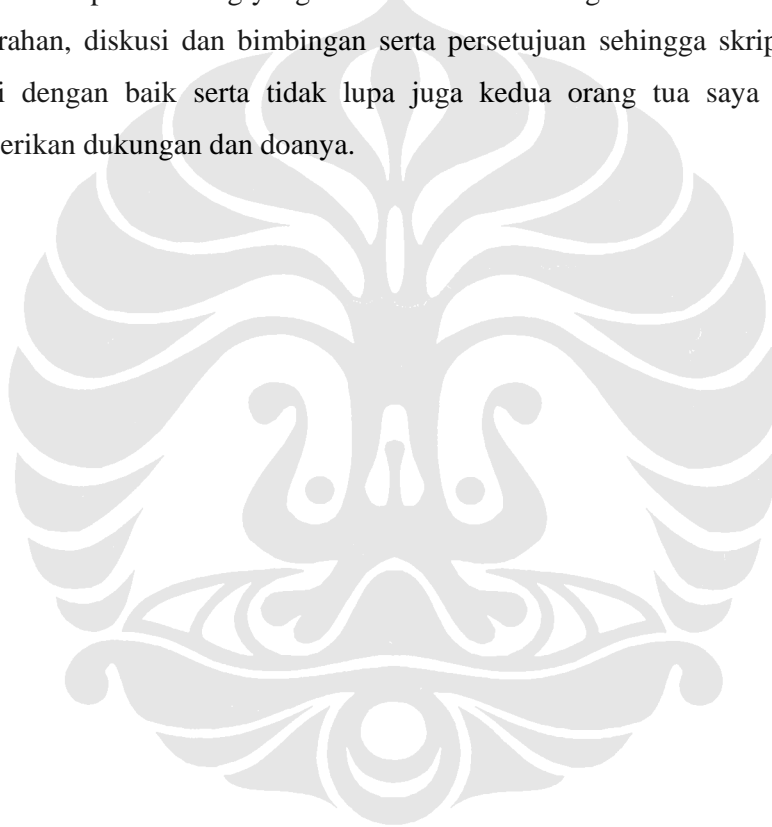 rahan, diskusi dan bimbingan serta persetujuan sehingga skrip
i dengan baik serta tidak lupa juga kedua orang tua saya
erikan dukungan dan doanya.